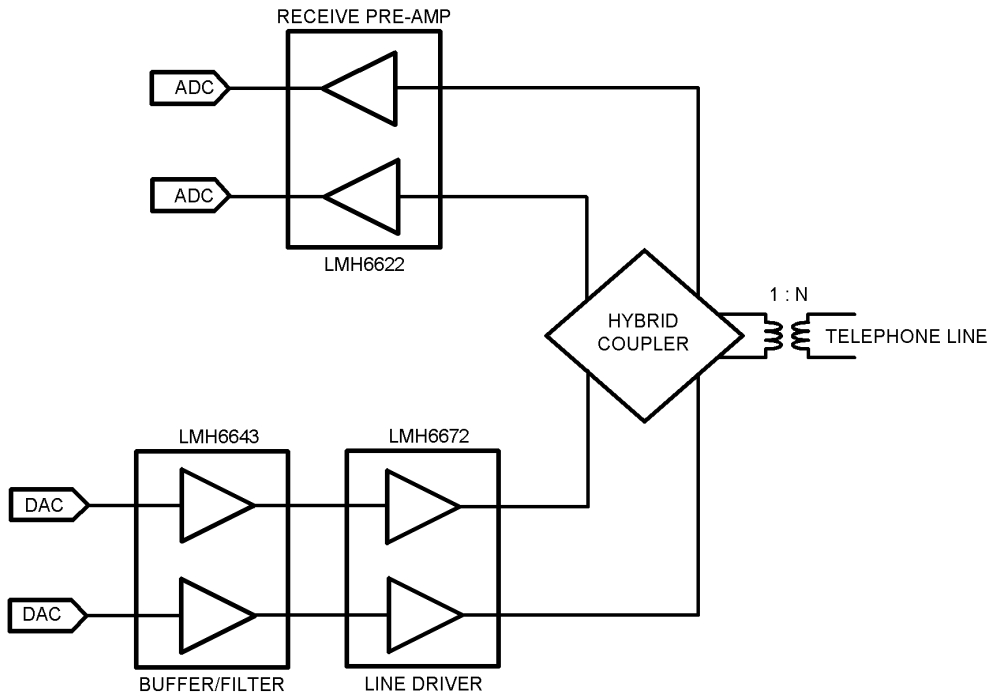 RECEIVE PRE-AMP
ADC
ADC
LMH6622
1 : N
HYBRID
COUPLER
TELEPHONE LINE
LMH6643
LMH6672
DAC
DAC
BUFFER/FILTER
LINE DRIVER